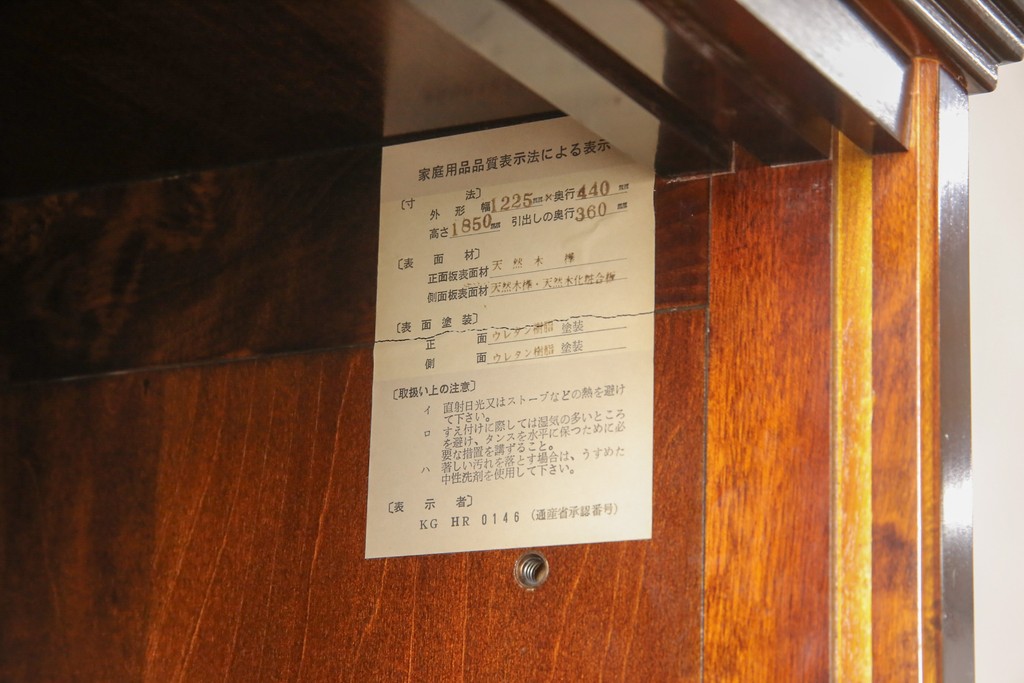 家庭用品品質表示法による表示
〔寸 法〕
外形 幅1225mm×奥行440mm
高さ1850mm 引出しの奥行360mm
〔表面材〕
正面板表面材 天然木 樺
側面板表面材 天然木樺・天然木化粧合板
〔表面塗装〕
正 面 ウレタン樹脂 塗装
側 面 ウレタン樹脂 塗装
〔取扱い上の注意〕
イ 直射日光又はストーブなどの熱を避け
て下さい。
ロ すえ付けに際しては湿気の多いところ
を避け、タンスを水平に保つために必
要な措置を講ずること。
ハ 著しい汚れを落とす場合は、うすめた
中性洗剤を使用して下さい。
〔表示者〕
KG HR 0146 (通産省承認番号)